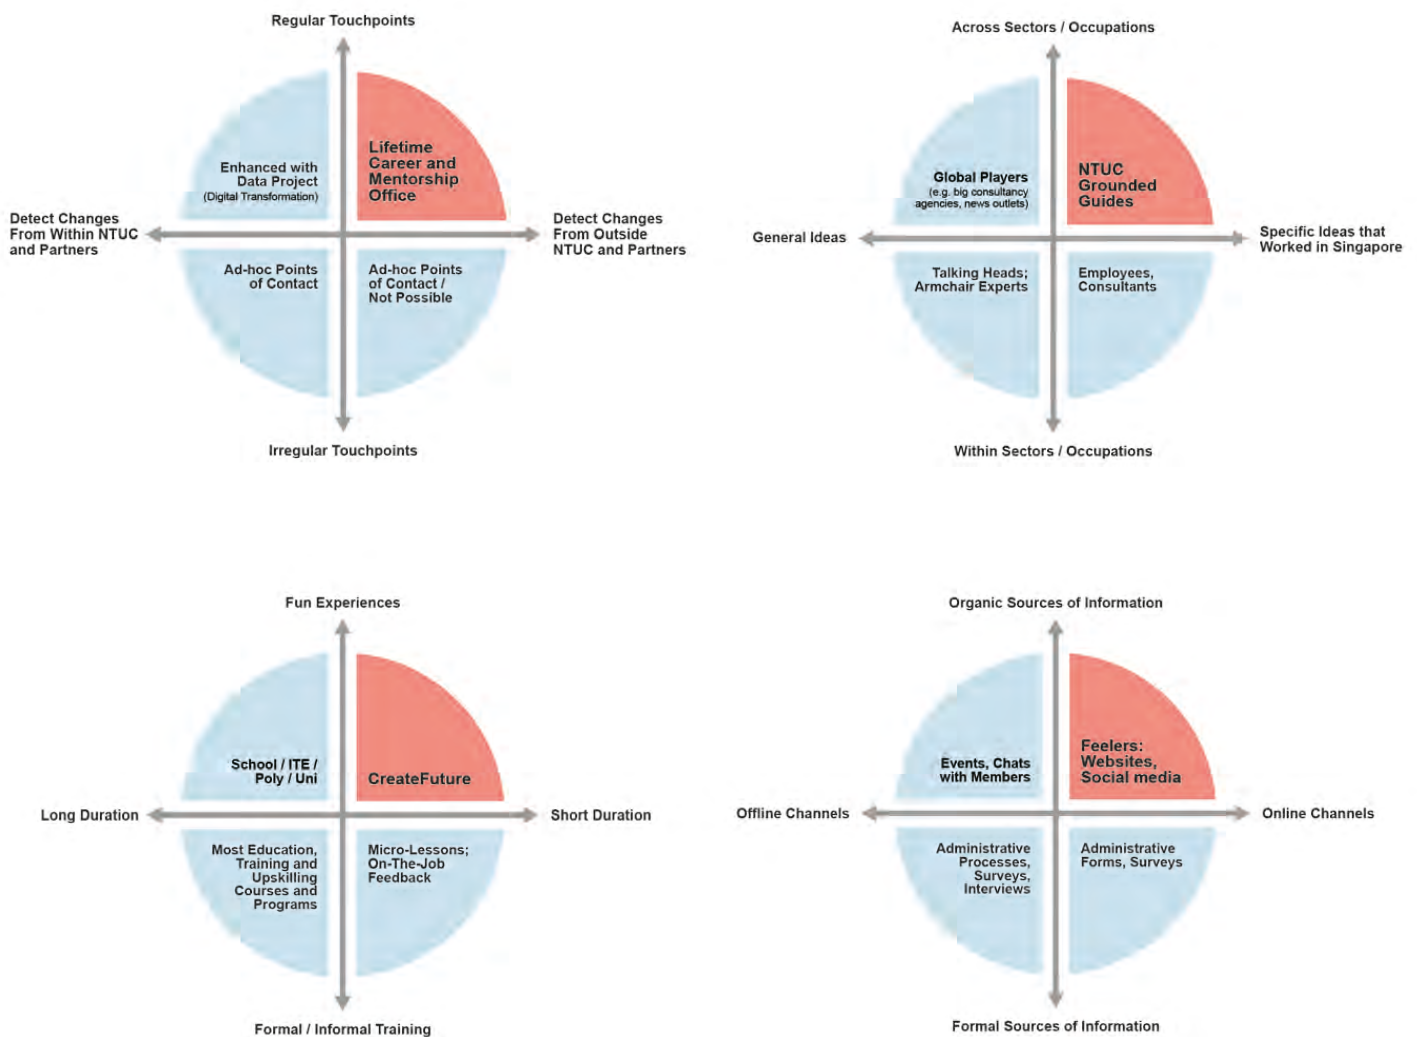 Regular Touchpoints
Enhanced with
Data Project
(Digital Transformation)
Lifetime
Career and
Mentorship
Office
Detect Changes
From Within NTUC
and Partners
Detect Changes
From Outside
NTUC and Partners
Ad-hoc Points
of Contact
Ad-hoc Points
of Contact /
Not Possible
Irregular Touchpoints
Across Sectors / Occupations
Global Players
(e.g. big consultancy
agencies, news outlets)
NTUC
Grounded
Guides
General Ideas
Specific Ideas that
Worked in Singapore
Talking Heads;
Armchair Experts
Employees,
Consultants
Within Sectors / Occupations
Fun Experiences
School / ITE /
Poly / Uni
CreateFuture
Long Duration
Short Duration
Most Education,
Training and
Upskilling
Courses and
Programs
Micro-Lessons;
On-The-Job
Feedback
Formal / Informal Training
Organic Sources of Information
Events, Chats
with Members
Feelers:
Websites,
Social media
Offline Channels
Online Channels
Administrative
Processes,
Surveys,
Interviews
Administrative
Forms, Surveys
Formal Sources of Information